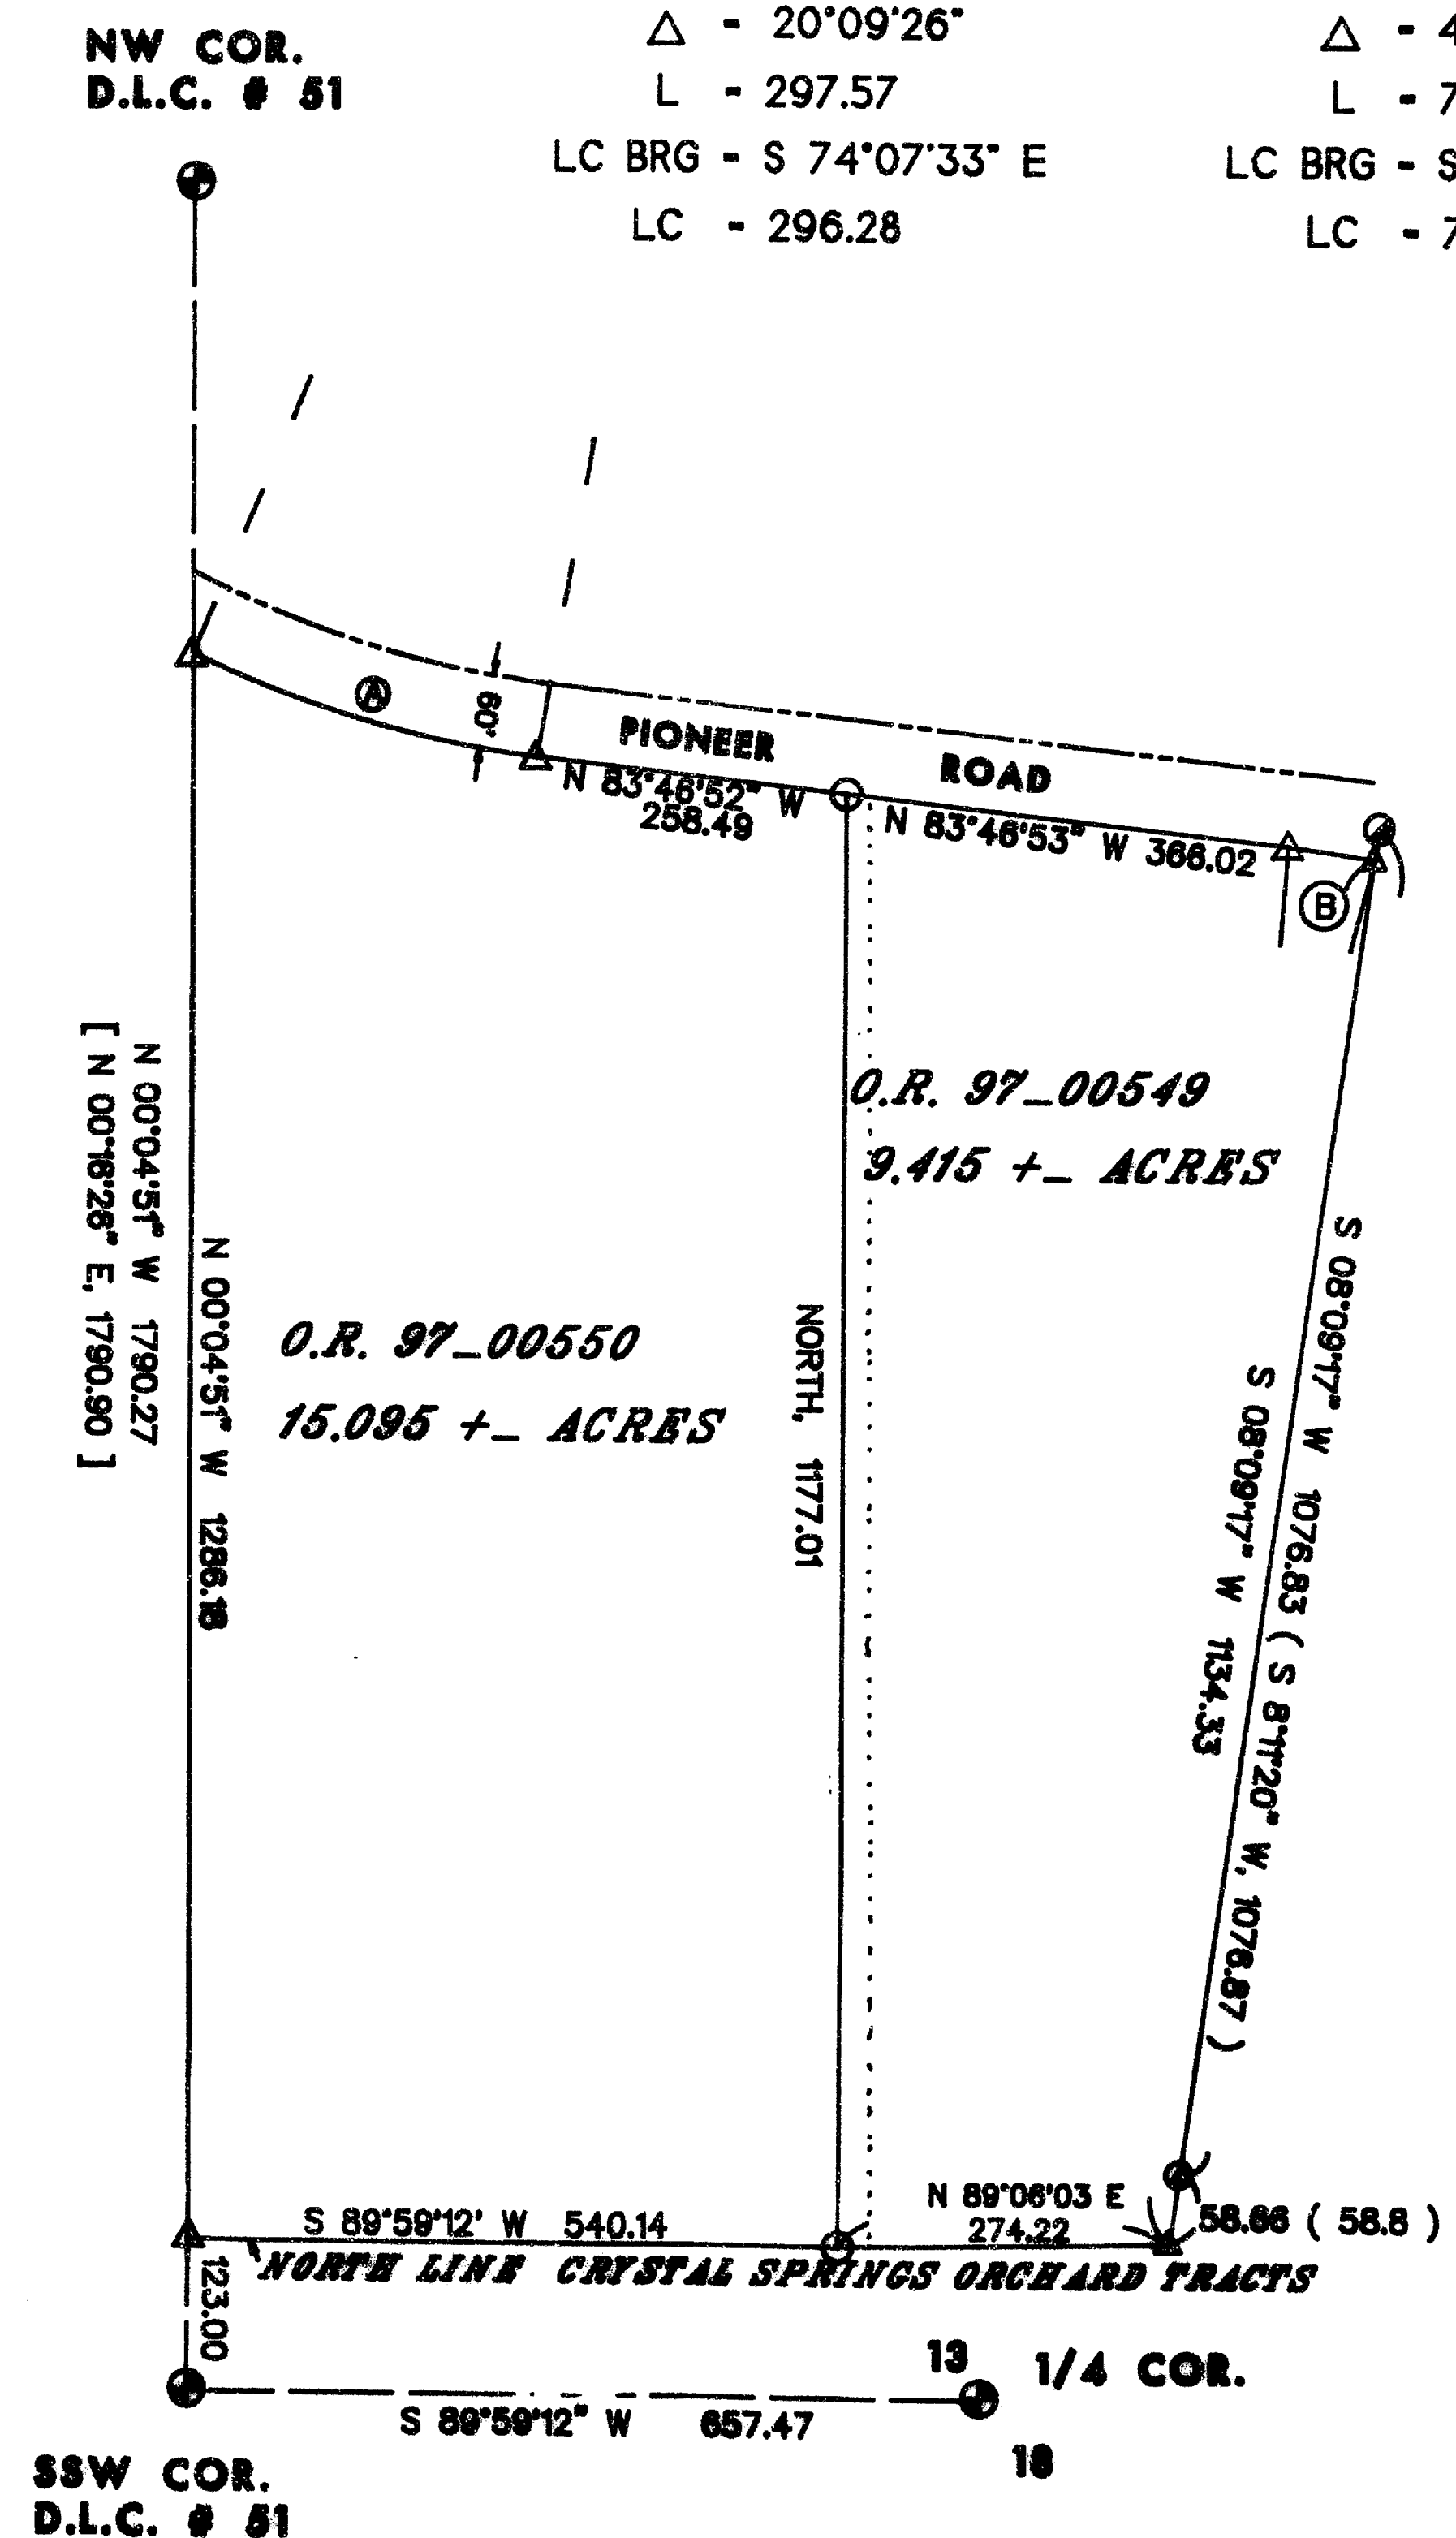 NW COR.
D.L.C. # 51
△ - 20°09'26"
L - 297.57
LC BRG - S 74°07'33" E
LC - 296.28
△ - 4
L - 7
LC BRG - S
LC - 7
A
60'
PIONEER ROAD
N 83°46'52" W
258.49
N 83°46'53" W 366.02
B
O.R. 97_00549
9.415 +_ ACRES
[ N 00°16'26" E, 1790.90 ]
N 00°04'51" W 1790.27
N 00°04'51" W 1286.18
O.R. 97_00550
15.095 +_ ACRES
NORTH, 1177.01
S 08°09'17" W 1076.83 ( S 8°11'20" W, 1076.87 )
S 08°09'17" W 1134.33
S 89°59'12' W 540.14
N 89°06'03 E
274.22
58.66 ( 58.8 )
NORTH LINE CRYSTAL SPRINGS ORCHARD TRACTS
123.00
13 1/4 COR.
S 89°59'12" W 657.47
18
SSW COR.
D.L.C. # 51